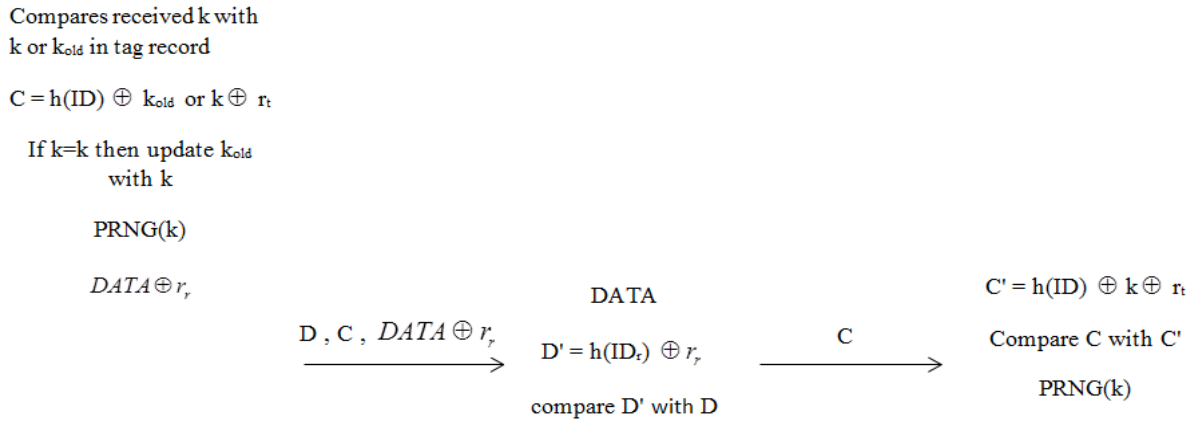 Compares received k with
k or kold in tag record
C = h(ID) ⊕ kold or k ⊕ rt
If k=k then update kold
with k
PRNG(k)
DATA ⊕ rr
D , C , DATA ⊕ rr
DATA
D' = h(IDr) ⊕ rr
compare D' with D
C
C' = h(ID) ⊕ k ⊕ rt
Compare C with C'
PRNG(k)